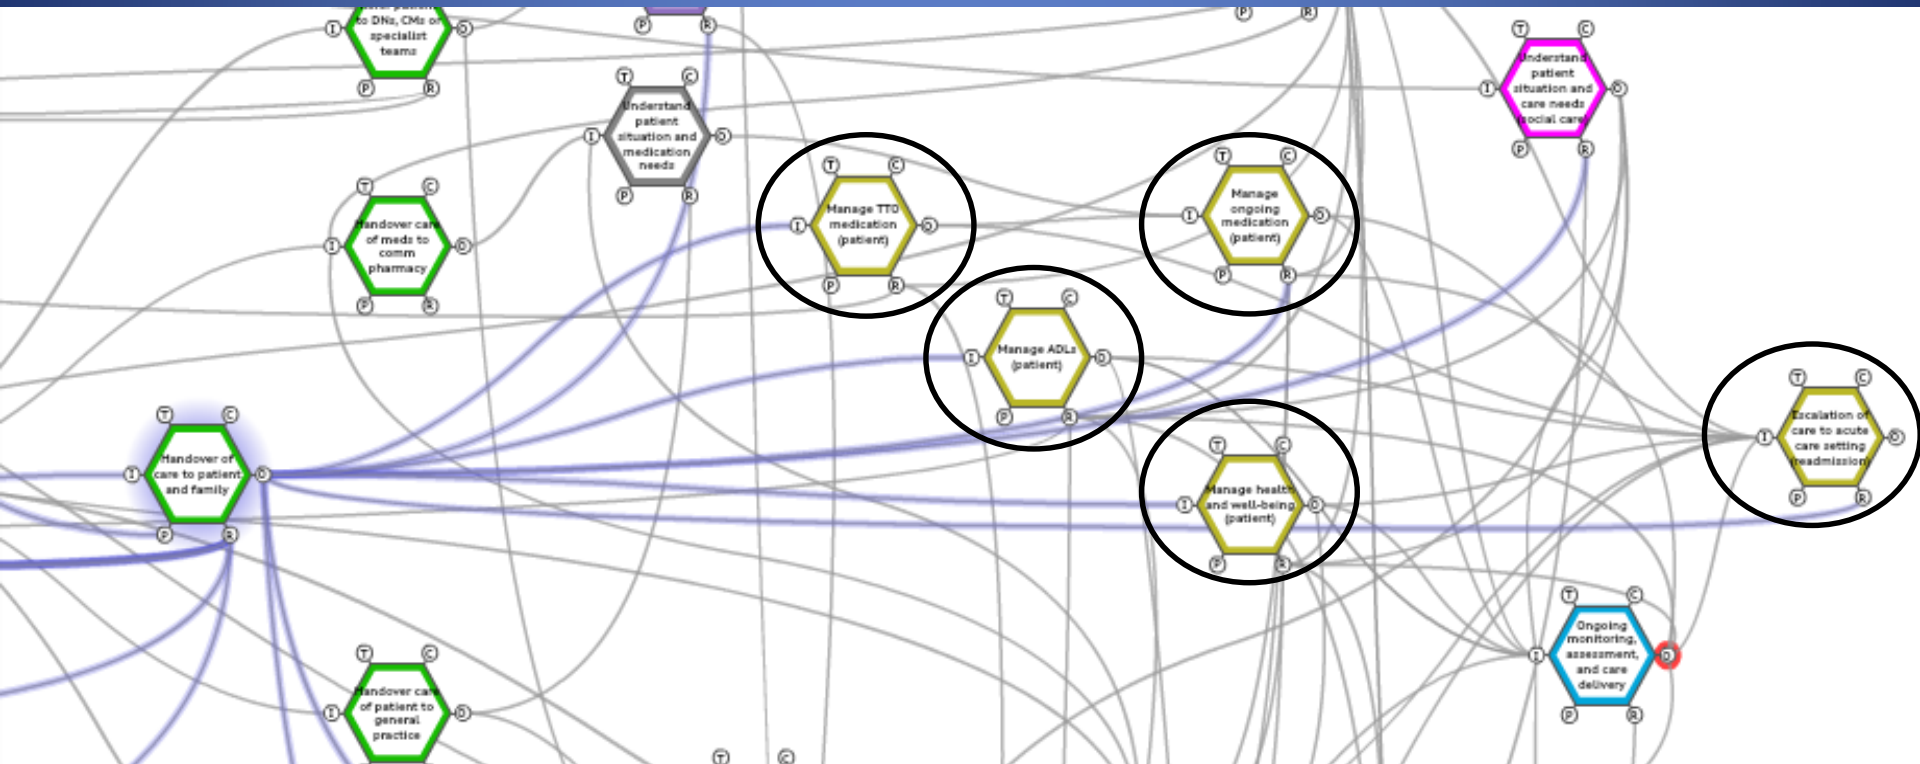 to DNs, CMs or
specialist
teams
I
O
P
R
P
R
P
R
T
C
Understand
patient
situation and
care needs
(social care)
I
O
P
R
T
C
Understand
patient
situation and
medication
needs
I
O
P
R
T
C
Manage TTO
medication
(patient)
I
O
P
R
T
C
Manage
ongoing
medication
(patient)
I
O
P
R
T
C
Handover care
of meds to
comm
pharmacy
I
O
P
R
T
C
Manage ADLs
(patient)
I
O
P
R
T
C
Escalation of
care to acute
care setting
(readmission)
I
O
P
R
T
C
Handover of
care to patient
and family
I
O
P
R
T
C
Manage health
and well-being
(patient)
I
O
P
R
T
C
Ongoing
monitoring,
assessment,
and care
delivery
I
O
P
R
T
C
Handover care
of patient to
general
practice
I
O
T
C